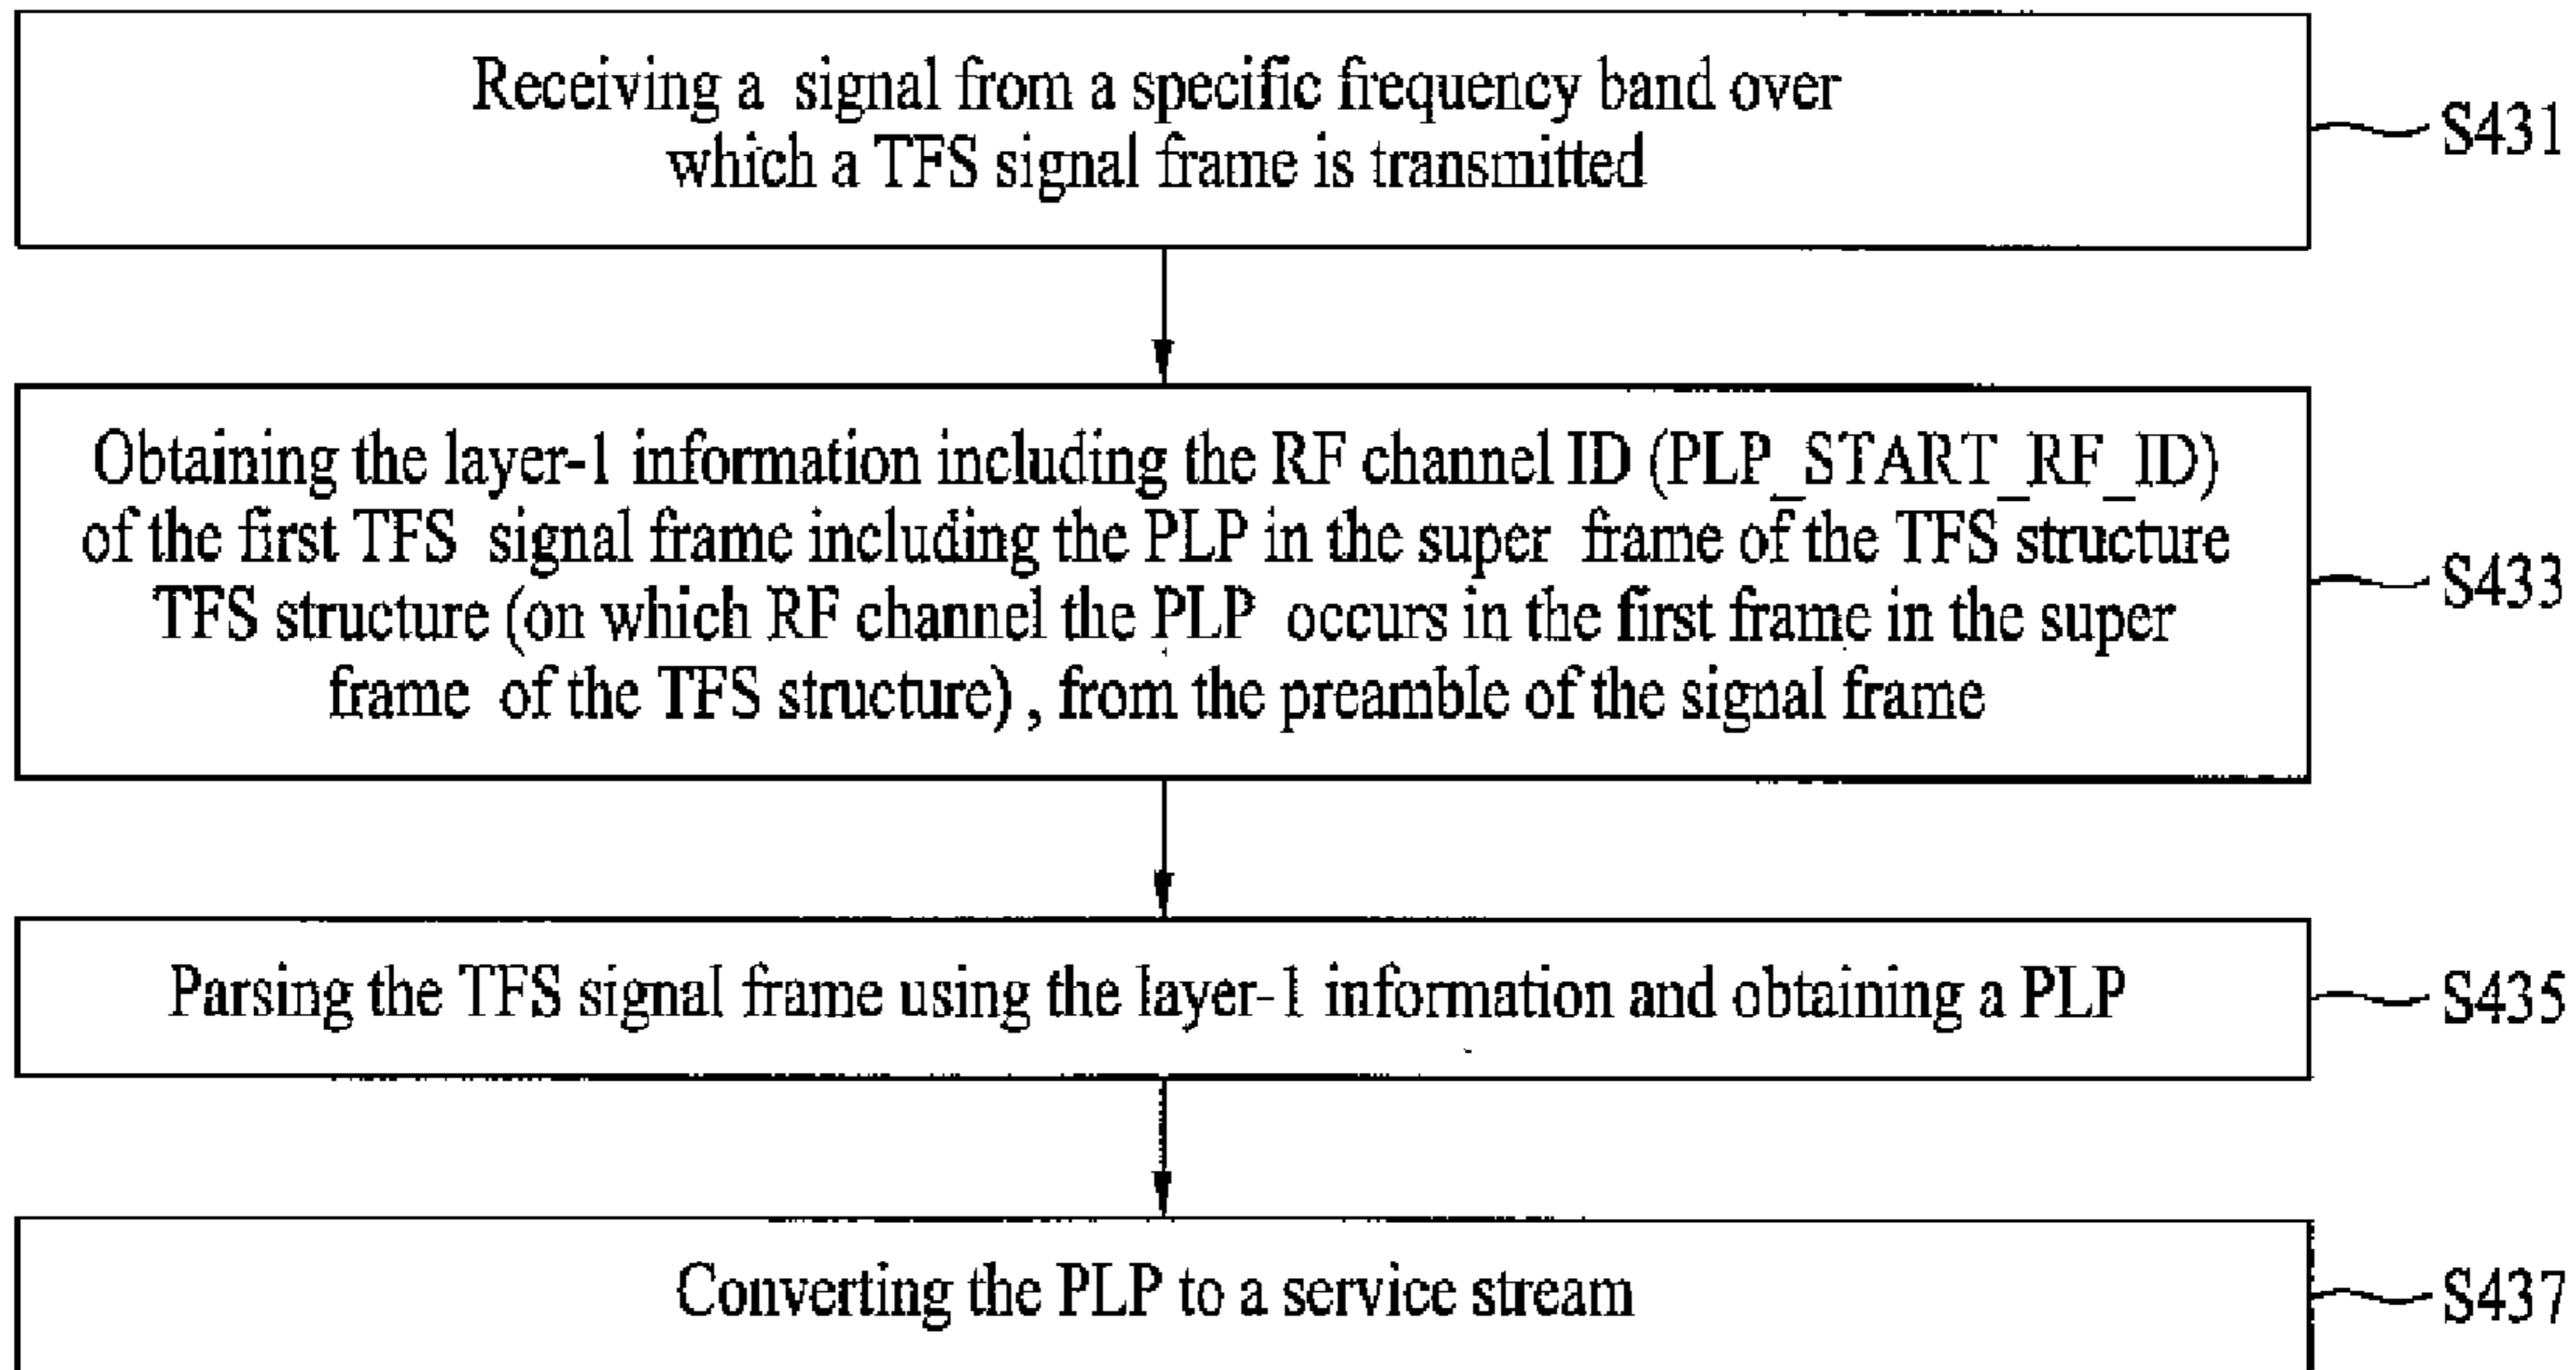 Receiving a signal from a specific frequency band over
which a TFS signal frame is transmitted
S431
Obtaining the layer-1 information including the RF channel ID (PLP_START_RF_ID)
of the first TFS signal frame including the PLP in the super frame of the TFS structure
TFS structure (on which RF channel the PLP occurs in the first frame in the super
frame of the TFS structure) , from the preamble of the signal frame
S433
Parsing the TFS signal frame using the layer-1 information and obtaining a PLP
S435
Converting the PLP to a service stream
S437